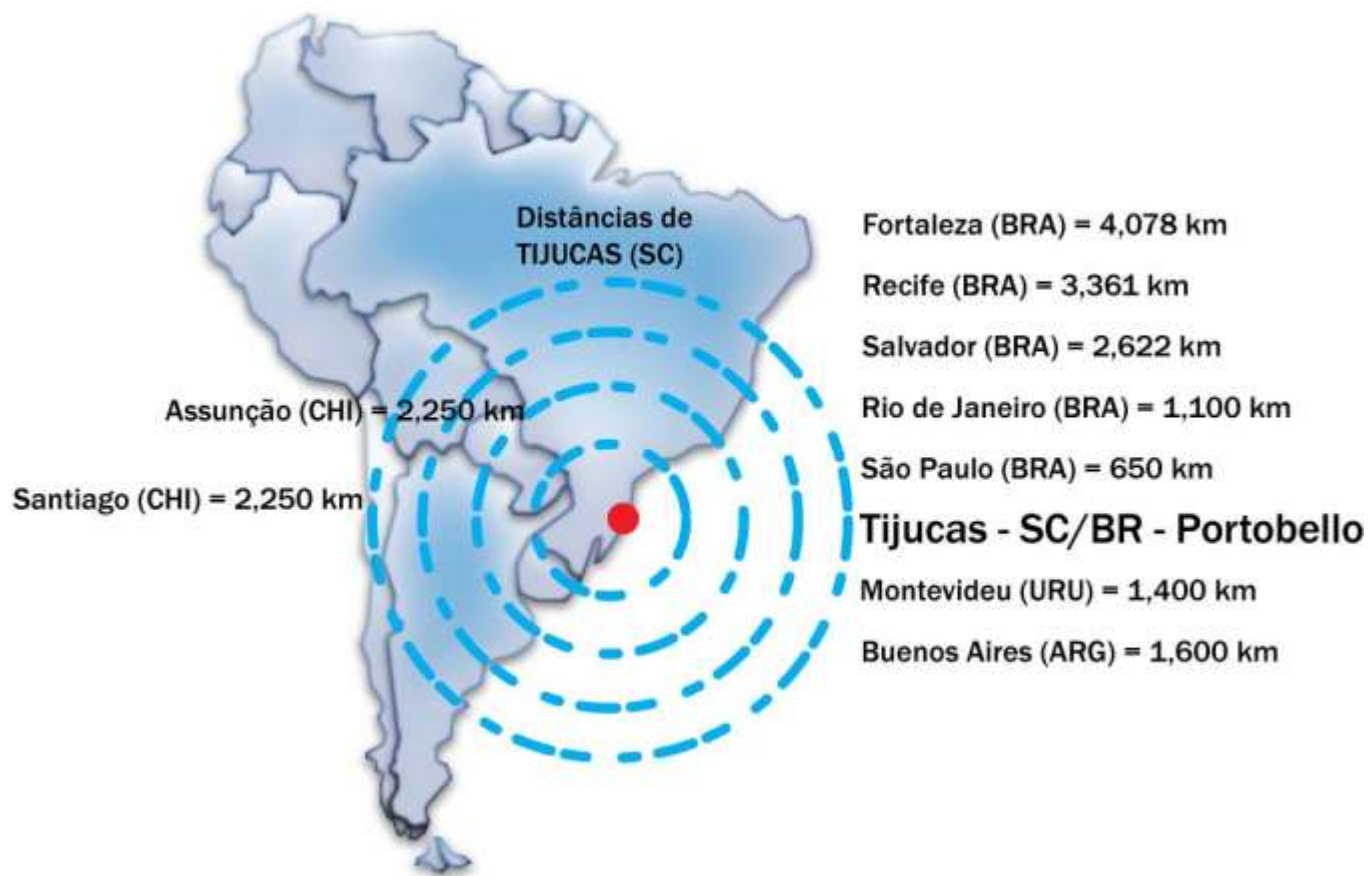 Distâncias de
TIJUCAS (SC)
Fortaleza (BRA) = 4,078 km
Recife (BRA) = 3,361 km
Salvador (BRA) = 2,622 km
Assunção (CHI) = 2,250 km
Rio de Janeiro (BRA) = 1,100 km
São Paulo (BRA) = 650 km
Santiago (CHI) = 2,250 km
Tijucas - SC/BR - Portobello
Montevideu (URU) = 1,400 km
Buenos Aires (ARG) = 1,600 km